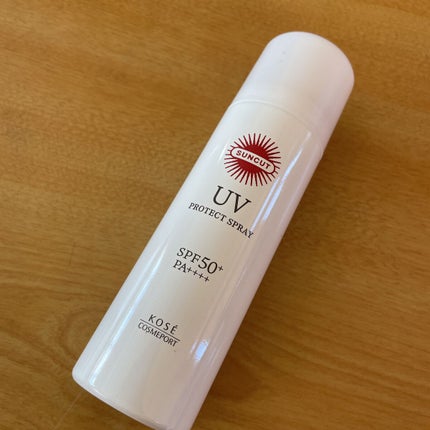 SUNCUT
UV
PROTECT SPRAY
SPF50+
PA++++
KOSÉ
COSMEPORT